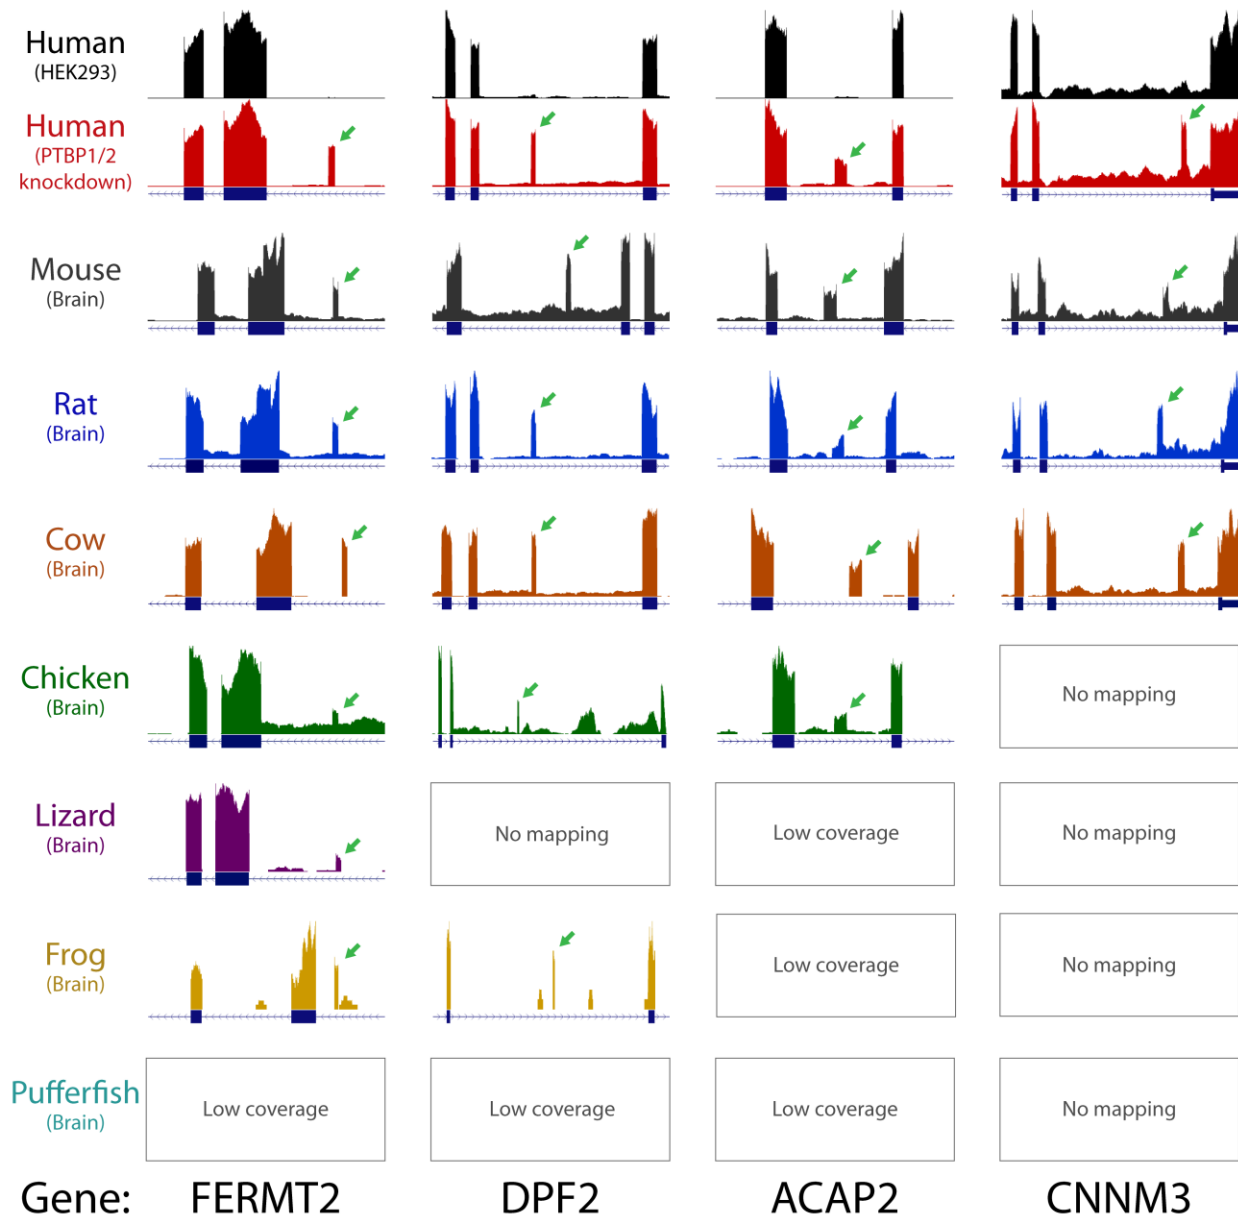 Human
(HEK293)
Human
(PTBP1/2
knockdown)
Mouse
(Brain)
Rat
(Brain)
Cow
(Brain)
Chicken
(Brain)
No mapping
Lizard
(Brain)
No mapping
Low coverage
No mapping
Frog
(Brain)
Low coverage
No mapping
Pufferfish
(Brain)
Low coverage
Low coverage
Low coverage
No mapping
Gene: FERMT2 DPF2 ACAP2 CNNM3